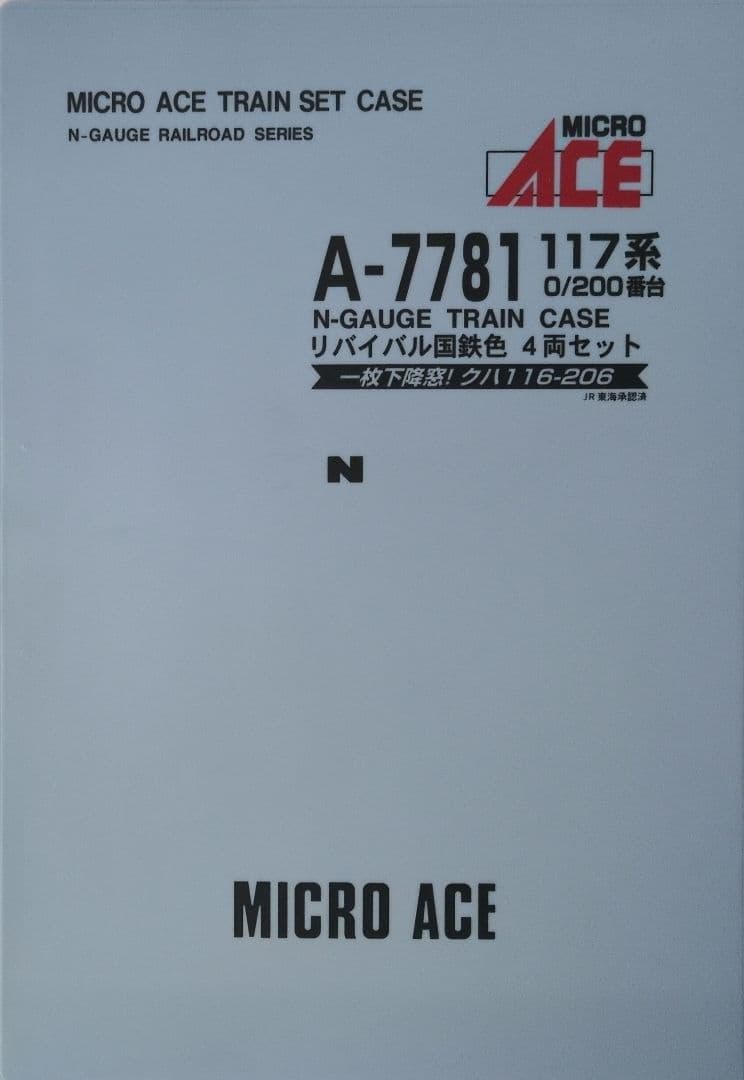 MICRO ACE TRAIN SET CASE
N-GAUGE RAILROAD SERIES
MICRO
ACE
A-7781 117系
0/200番台
N-GAUGE TRAIN CASE
リバイバル国鉄色 4両セット
一枚下降窓! クハ116-206
JR東海承認済
N
MICRO ACE